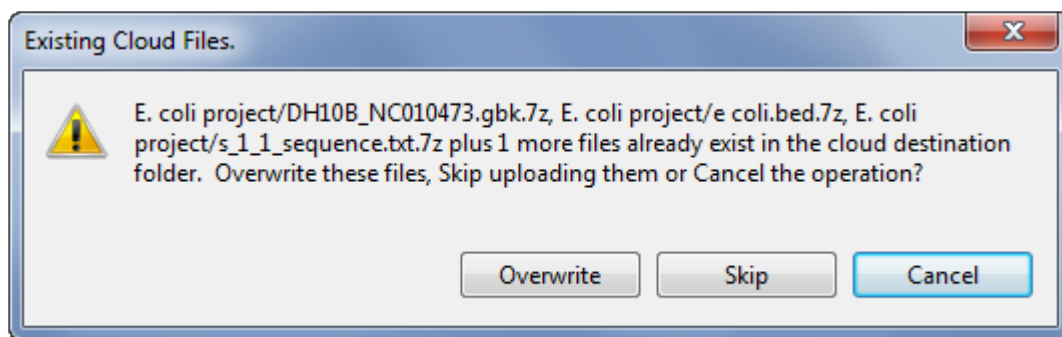 Existing Cloud Files.
E. coli project/DH10B_NC010473.gbk.7z, E. coli project/e coli.bed.7z, E. coli
project/s_1_1_sequence.txt.7z plus 1 more files already exist in the cloud destination
folder.  Overwrite these files, Skip uploading them or Cancel the operation?
Overwrite Skip Cancel